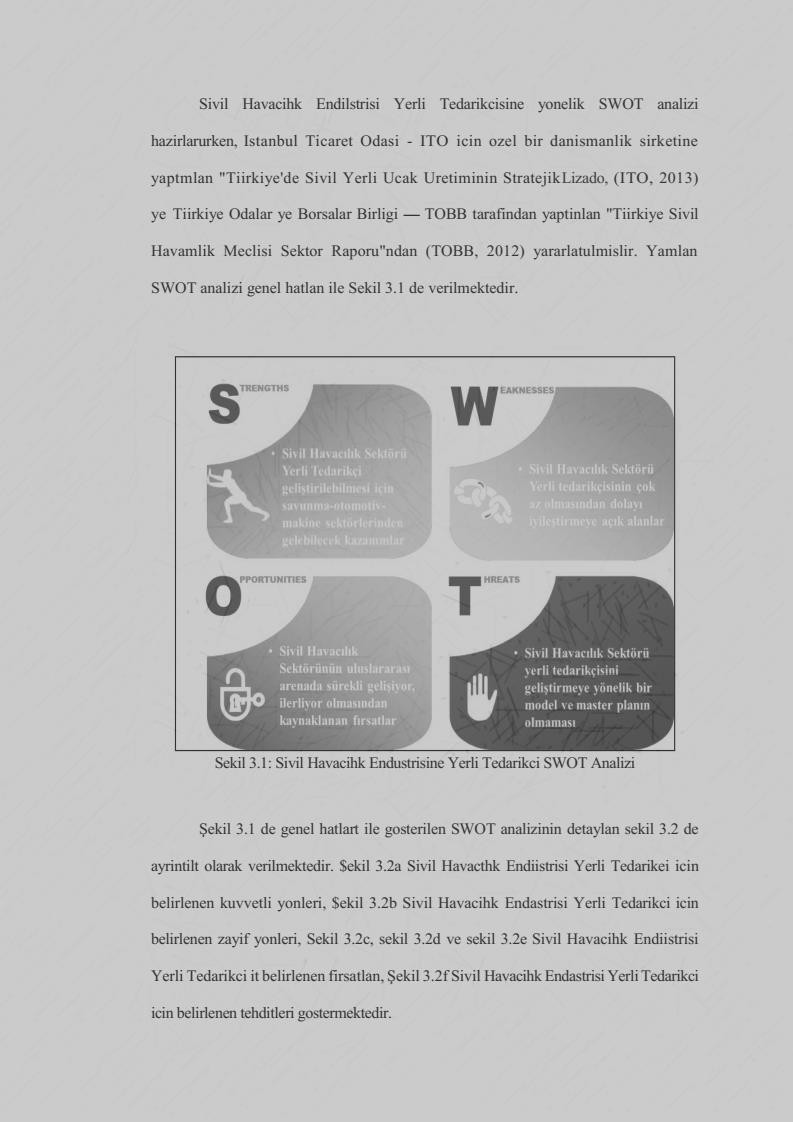 Sivil Havacihk Endilstrisi Yerli Tedarikcisine yonelik SWOT analizi
hazirlarurken, Istanbul Ticaret Odasi - ITO icin ozel bir danismanlik sirketine
yaptmlan "Tiirkiye'de Sivil Yerli Ucak Uretiminin StratejikLizado, (ITO, 2013)
ye Tiirkiye Odalar ye Borsalar Birligi — TOBB tarafindan yaptinlan "Tiirkiye Sivil
Havamlik Meclisi Sektor Raporu"ndan (TOBB, 2012) yararlatulmislir. Yamlan
SWOT analizi genel hatlan ile Sekil 3.1 de verilmektedir.
STRENGTHS
• Sivil Havacılık Sektörü
Yerli Tedarikçi
geliştirilebilmesi için
savunma-otomotiv-
makine sektörlerinden
gelebilecek kazanımlar
WEAKNESSES
• Sivil Havacılık Sektörü
Yerli tedarikçisinin çok
az olmasından dolayı
iyileştirmeye açık alanlar
OPPORTUNITIES
• Sivil Havacılık
Sektörünün uluslararası
arenada sürekli gelişiyor,
ilerliyor olmasından
kaynaklanan fırsatlar
THREATS
• Sivil Havacılık Sektörü
yerli tedarikçisini
geliştirmeye yönelik bir
model ve master planın
olmaması
Sekil 3.1: Sivil Havacihk Endustrisine Yerli Tedarikci SWOT Analizi
Şekil 3.1 de genel hatlart ile gosterilen SWOT analizinin detaylan sekil 3.2 de
ayrintilt olarak verilmektedir. $ekil 3.2a Sivil Havacthk Endiistrisi Yerli Tedarikei icin
belirlenen kuvvetli yonleri, $ekil 3.2b Sivil Havacihk Endastrisi Yerli Tedarikci icin
belirlenen zayif yonleri, Sekil 3.2c, sekil 3.2d ve sekil 3.2e Sivil Havacihk Endiistrisi
Yerli Tedarikci it belirlenen firsatlan, Şekil 3.2f Sivil Havacihk Endastrisi Yerli Tedarikci
icin belirlenen tehditleri gostermektedir.